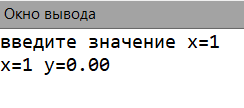 Окно вывода
введите значение x=1
x=1 y=0.00